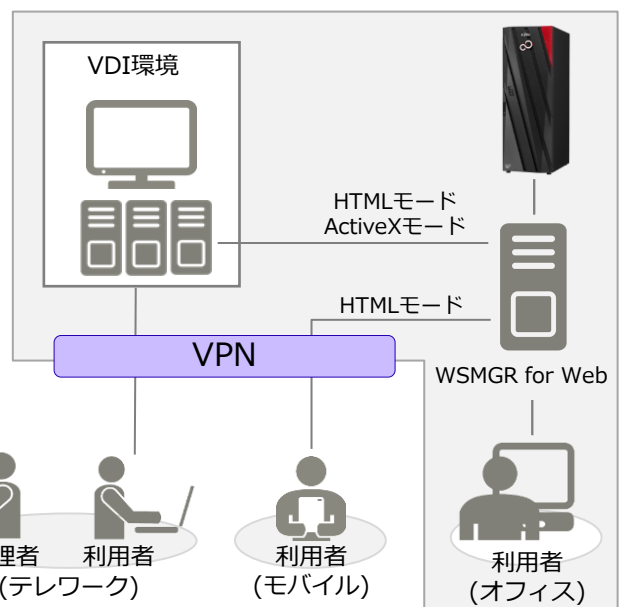 VDI環境
HTMLモード
ActiveXモード
HTMLモード
VPN
WSMGR for Web
理者
利用者
(テレワーク)
利用者
(モバイル)
利用者
(オフィス)